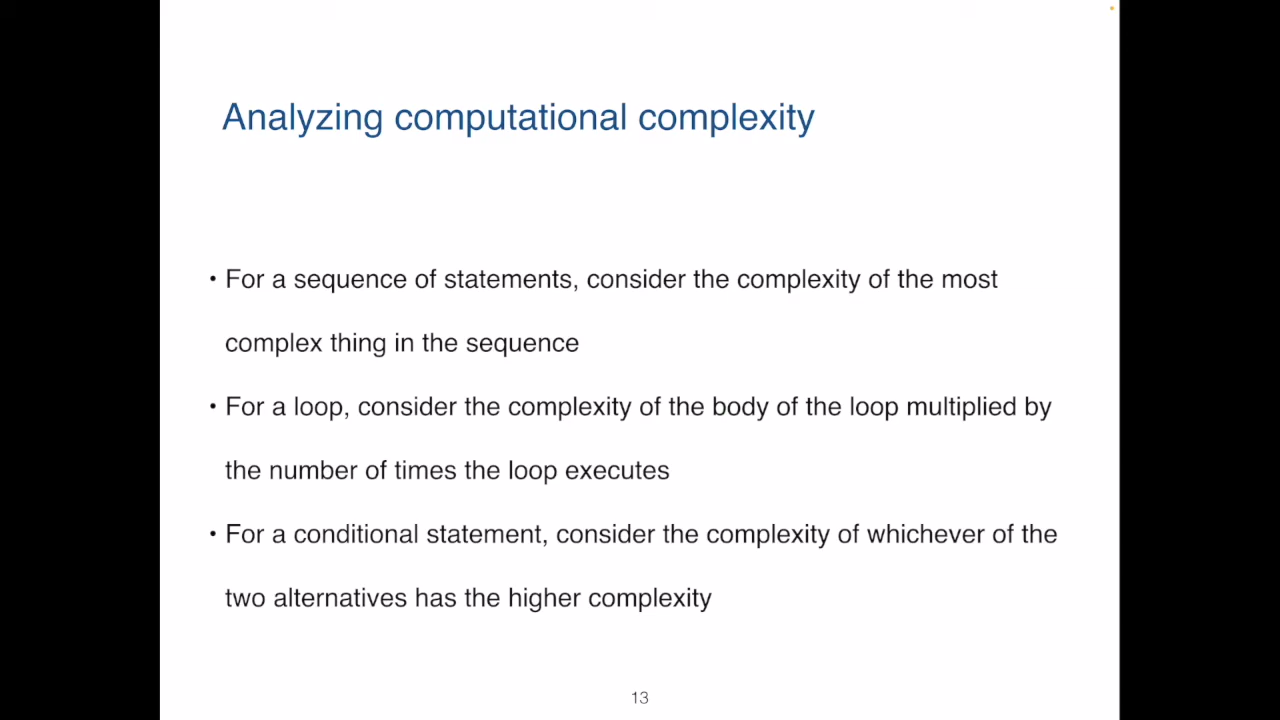 Analyzing computational complexity
• For a sequence of statements, consider the complexity of the most
complex thing in the sequence
• For a loop, consider the complexity of the body of the loop multiplied by
the number of times the loop executes
• For a conditional statement, consider the complexity of whichever of the
two alternatives has the higher complexity
13